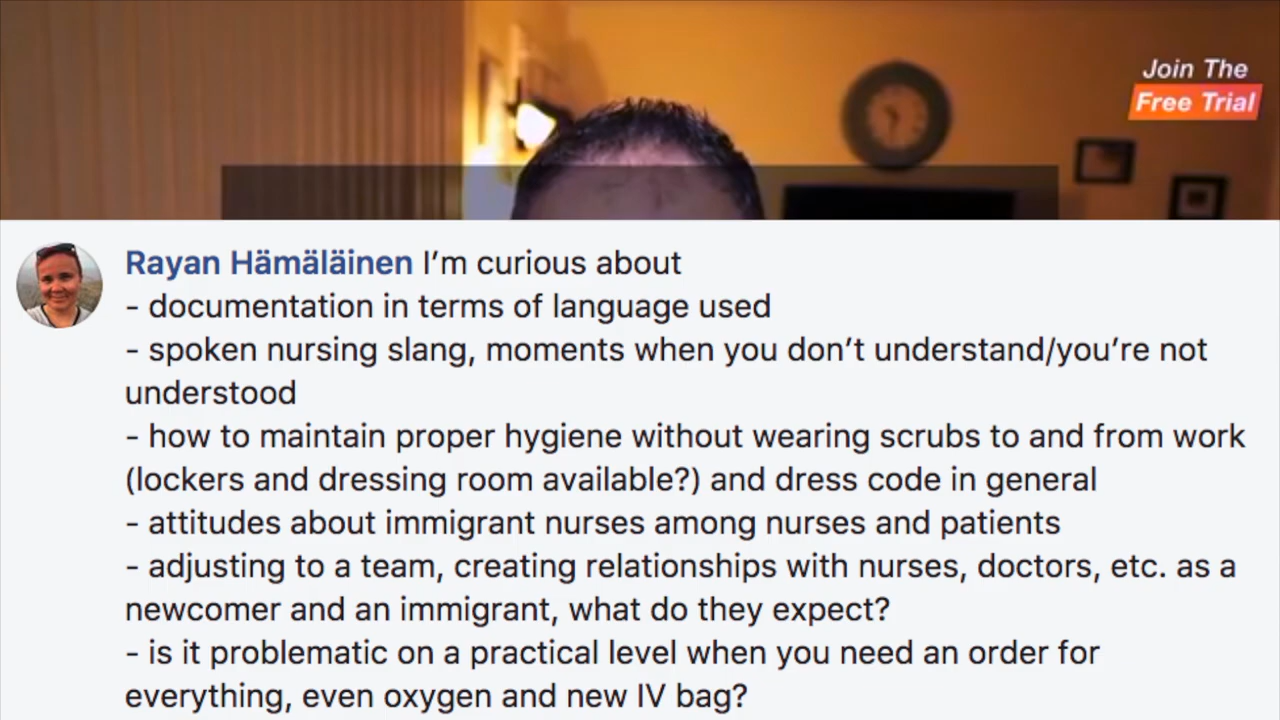 Join The
Free Trial
Rayan Hämäläinen I’m curious about
- documentation in terms of language used
- spoken nursing slang, moments when you don’t understand/you’re not
understood
- how to maintain proper hygiene without wearing scrubs to and from work
(lockers and dressing room available?) and dress code in general
- attitudes about immigrant nurses among nurses and patients
- adjusting to a team, creating relationships with nurses, doctors, etc. as a
newcomer and an immigrant, what do they expect?
- is it problematic on a practical level when you need an order for
everything, even oxygen and new IV bag?